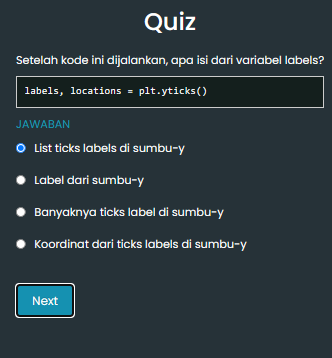 Quiz
Setelah kode ini dijalankan, apa isi dari variabel labels?
labels, locations = plt.yticks()
JAWABAN
List ticks labels di sumbu-y
Label dari sumbu-y
Banyaknya ticks label di sumbu-y
Koordinat dari ticks labels di sumbu-y
Next